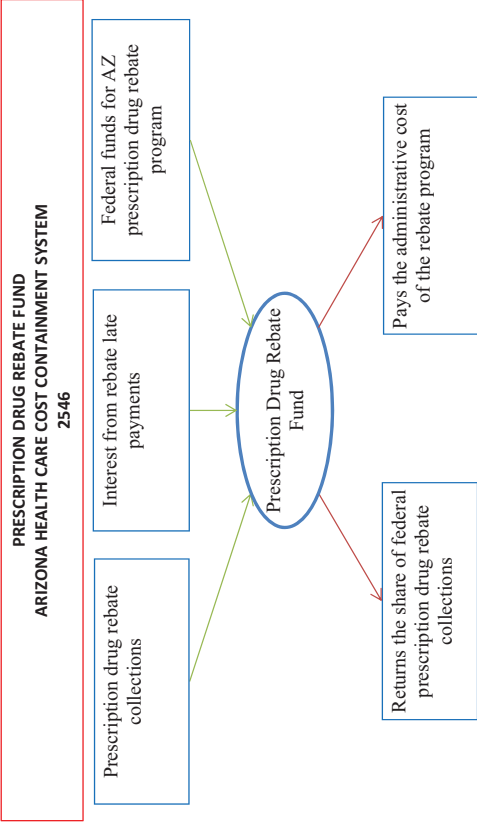 PRESCRIPTION DRUG REBATE FUND
ARIZONA HEALTH CARE COST CONTAINMENT SYSTEM
2546
Prescription drug rebate
collections
Interest from rebate late
payments
Federal funds for AZ
prescription drug rebate
program
Prescription Drug Rebate
Fund
Returns the share of federal
prescription drug rebate
collections
Pays the administrative cost
of the rebate program